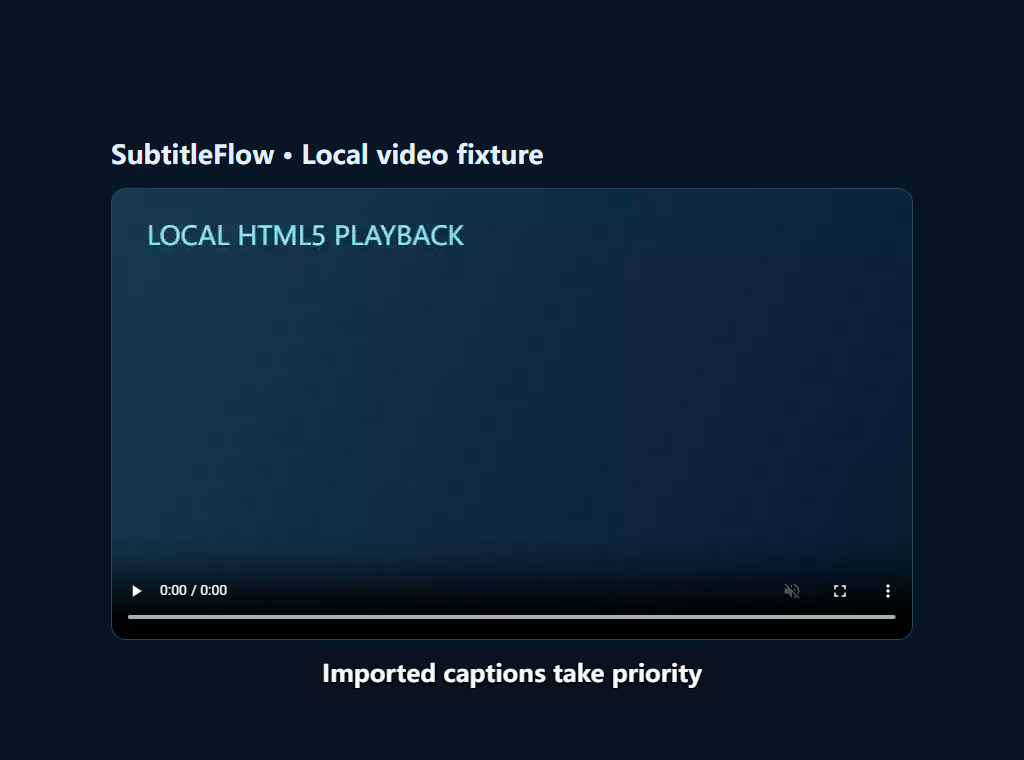 SubtitleFlow • Local video fixture
LOCAL HTML5 PLAYBACK
0:00 / 0:00
Imported captions take priority